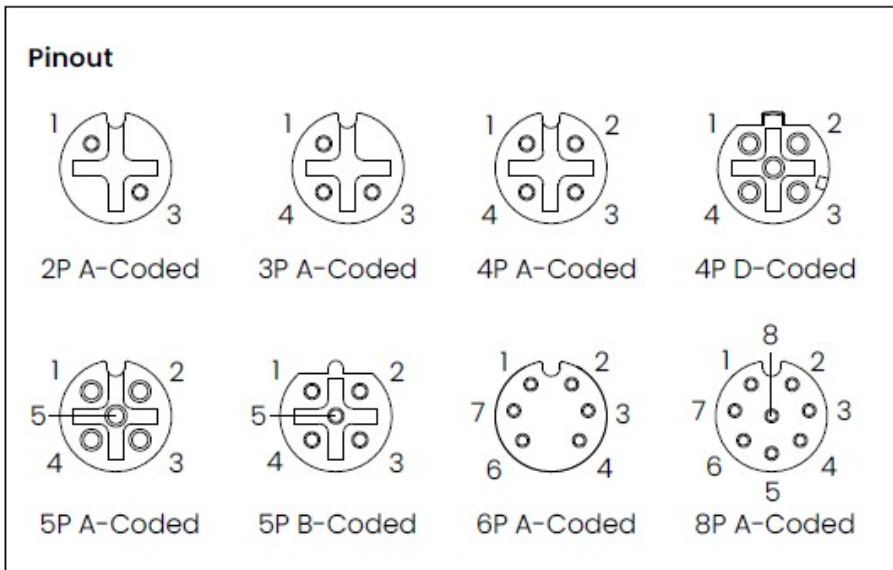 Pinout
1 1 1 2 1 2
3 4 3 4 3 4 3
2P A-Coded 3P A-Coded 4P A-Coded 4P D-Coded
8
1 2 1 2 1 2 1 2
5 5 7 3 7 3
4 3 4 3 6 4 6 4
5
5P A-Coded 5P B-Coded 6P A-Coded 8P A-Coded